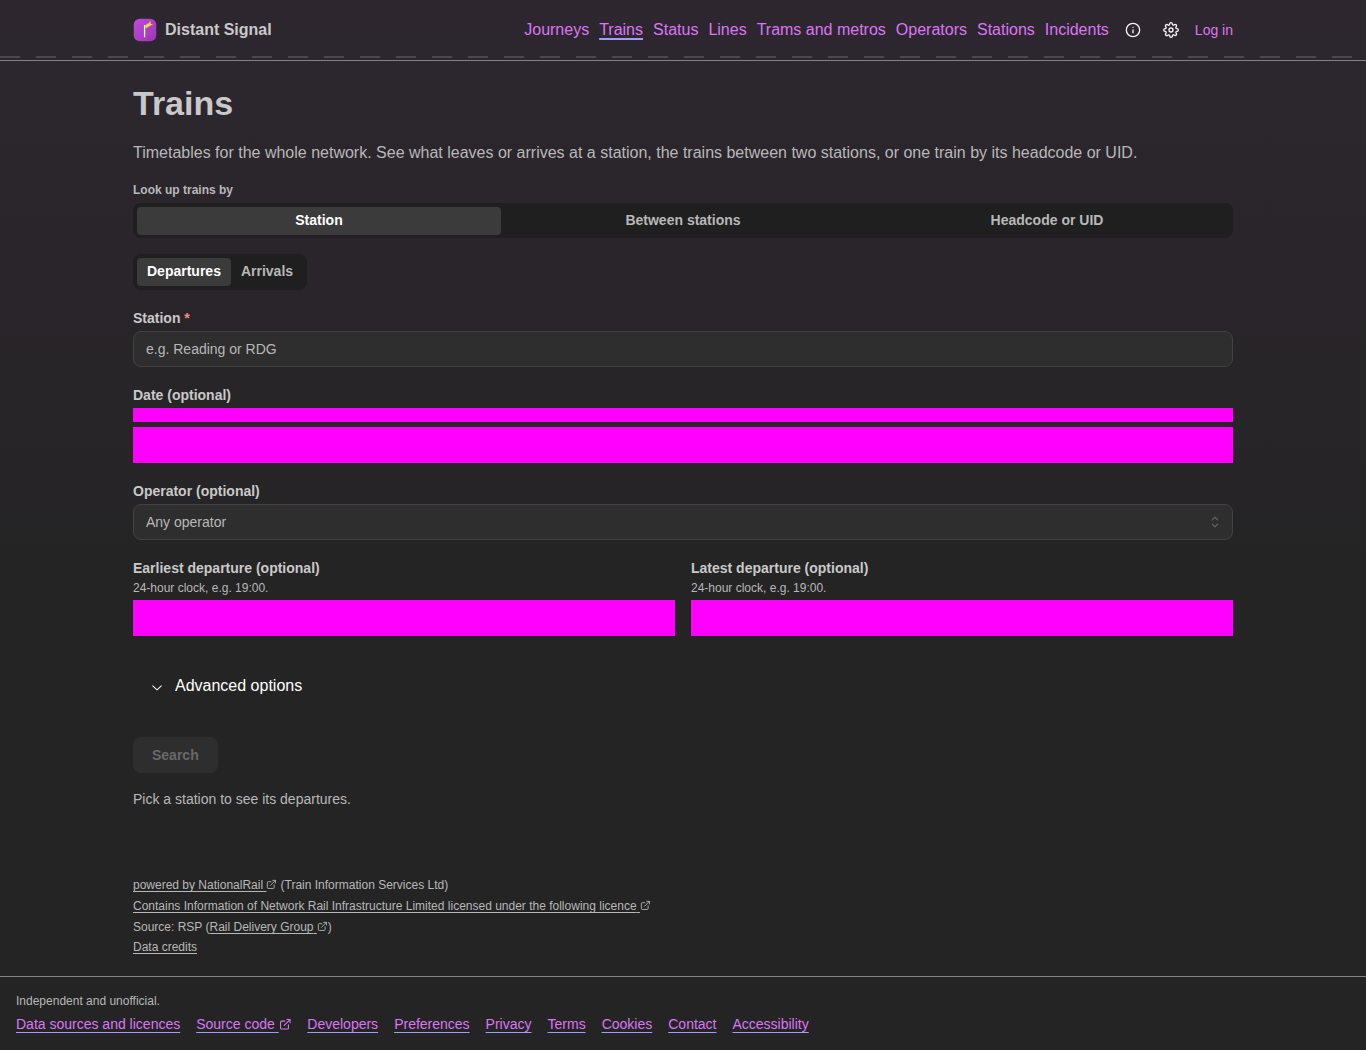 Distant Signal
Journeys Trains Status Lines Trams and metros Operators Stations Incidents Log in
Trains
Timetables for the whole network. See what leaves or arrives at a station, the trains between two stations, or one train by its headcode or UID.
Look up trains by
Station Between stations Headcode or UID
Departures Arrivals
Station *
e.g. Reading or RDG
Date (optional)
Operator (optional)
Any operator
Earliest departure (optional) Latest departure (optional)
24-hour clock, e.g. 19:00. 24-hour clock, e.g. 19:00.
Advanced options
Search
Pick a station to see its departures.
powered by NationalRail (Train Information Services Ltd)
Contains Information of Network Rail Infrastructure Limited licensed under the following licence
Source: RSP (Rail Delivery Group)
Data credits
Independent and unofficial.
Data sources and licences Source code Developers Preferences Privacy Terms Cookies Contact Accessibility